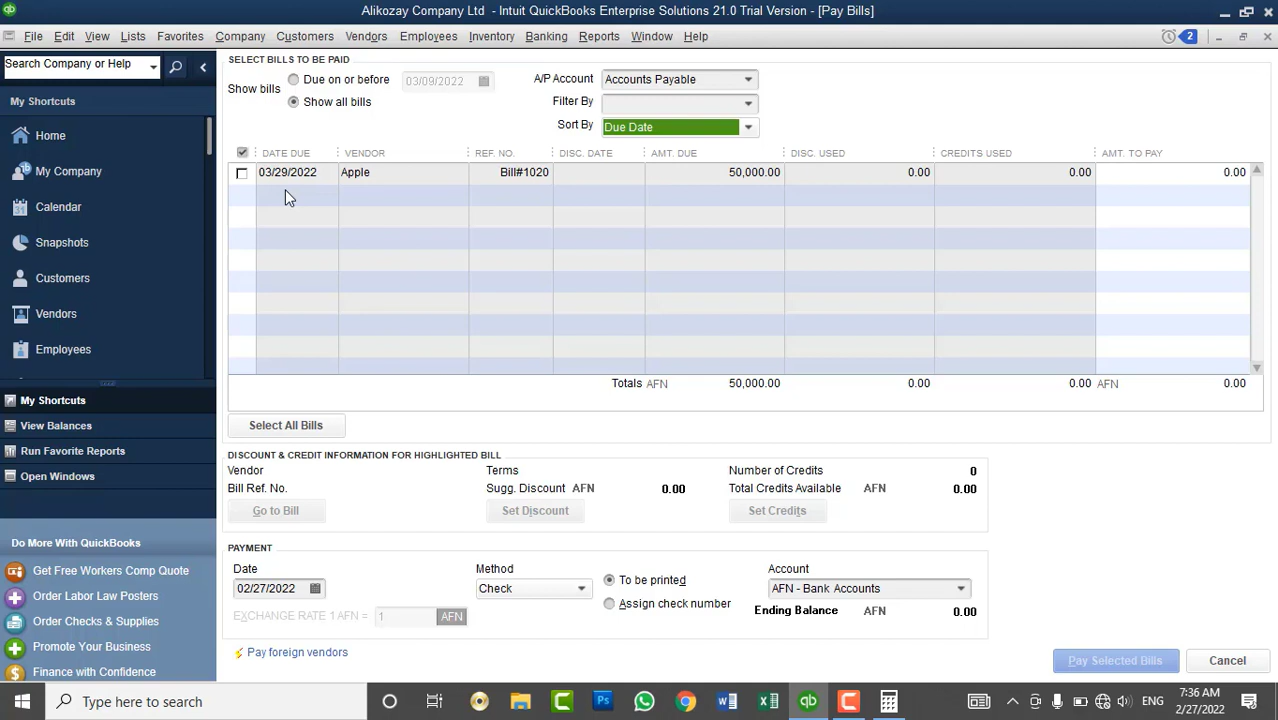 Alikozay Company Ltd - Intuit QuickBooks Enterprise Solutions 21.0 Trial Version - [Pay Bills]
File Edit View Lists Favorites Company Customers Vendors Employees Inventory Banking Reports Window Help 2
Search Company or Help
My Shortcuts
Home
My Company
Calendar
Snapshots
Customers
Vendors
Employees
My Shortcuts
View Balances
Run Favorite Reports
Open Windows
Do More With QuickBooks
Get Free Workers Comp Quote
Order Labor Law Posters
Order Checks & Supplies
Promote Your Business
Finance with Confidence
SELECT BILLS TO BE PAID
Show bills
Due on or before 03/09/2022
Show all bills
A/P Account Accounts Payable
Filter By
Sort By Due Date
DATE DUE VENDOR REF. NO. DISC. DATE AMT. DUE DISC. USED CREDITS USED AMT. TO PAY
03/29/2022 Apple Bill#1020 50,000.00 0.00 0.00 0.00
Totals AFN 50,000.00 0.00 0.00 AFN 0.00
Select All Bills
DISCOUNT & CREDIT INFORMATION FOR HIGHLIGHTED BILL
Vendor Terms Number of Credits 0
Bill Ref. No. Sugg. Discount AFN 0.00 Total Credits Available AFN 0.00
Go to Bill Set Discount Set Credits
PAYMENT
Date Method To be printed Account
02/27/2022 Check Assign check number AFN - Bank Accounts
Ending Balance AFN 0.00
EXCHANGE RATE 1 AFN = 1 AFN
Pay foreign vendors
Pay Selected Bills Cancel
Type here to search
ENG
7:36 AM
2/27/2022